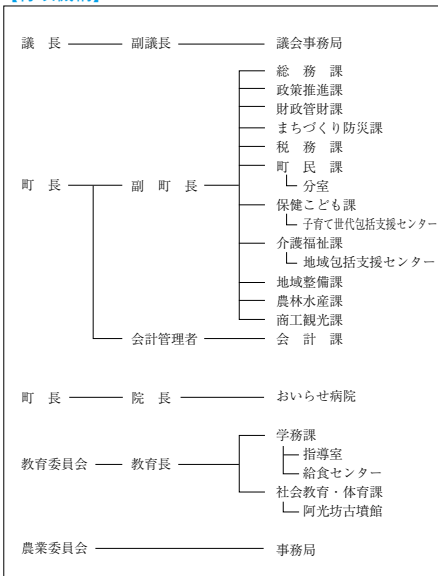 議 長 副議長 議会事務局
総 務 課
政策推進課
財政管財課
まちづくり防災課
税 務 課
町 長 副 町 長 町 民 課
分室
保健こども課
子育て世代包括支援センター
介護福祉課
地域包括支援センター
地域整備課
農林水産課
商工観光課
会計管理者 会 計 課
町 長 院 長 おいらせ病院
学務課
指導室
教育委員会 教育長 給食センター
社会教育・体育課
阿光坊古墳館
農業委員会 事務局